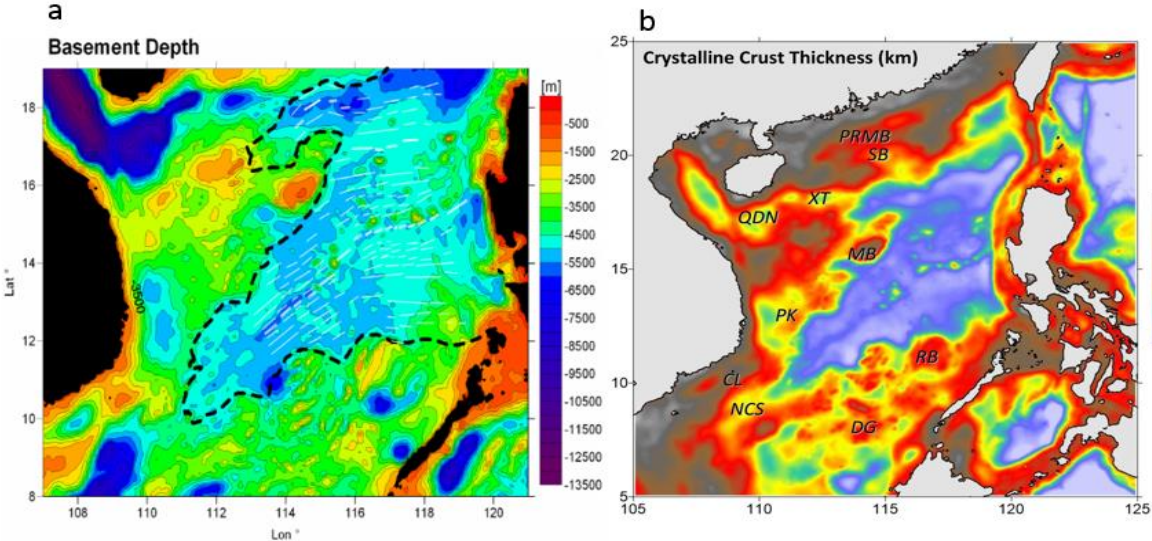 a
Basement Depth
[m]
18
16
14
12
10
8
Lat °
3500
108 110 112 114 116 118 120
Lon °
-500
-1500
-2500
-3500
-4500
-5500
-6500
-7500
-8500
-9500
-10500
-11500
-12500
-13500
b
Crystalline Crust Thickness (km)
25
20
15
10
5
105 110 115 120 125
PRMB
SB
XT
QDN
MB
PK
RB
CL
NCS
DG